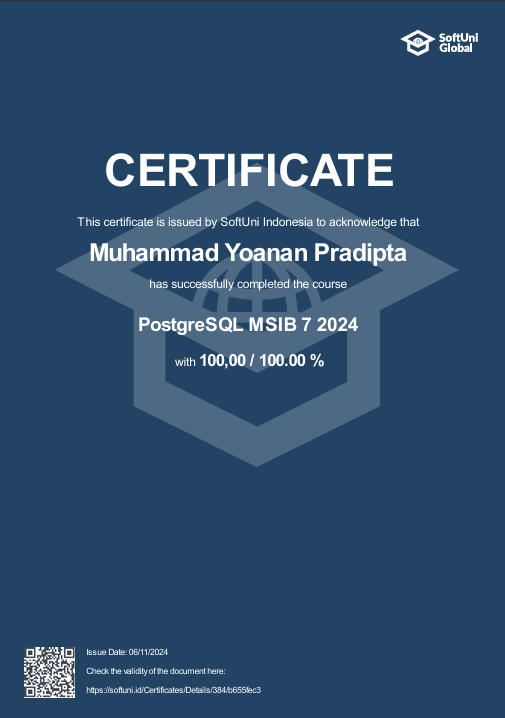 SoftUni
Global
CERTIFICATE
This certificate is issued by SoftUni Indonesia to acknowledge that
Muhammad Yoanan Pradipta
has successfully completed the course
PostgreSQL MSIB 7 2024
with 100,00 / 100.00 %
Issue Date: 06/11/2024
Check the validity of the document here:
https://softuni.id/Certificates/Details/384/b655fec3